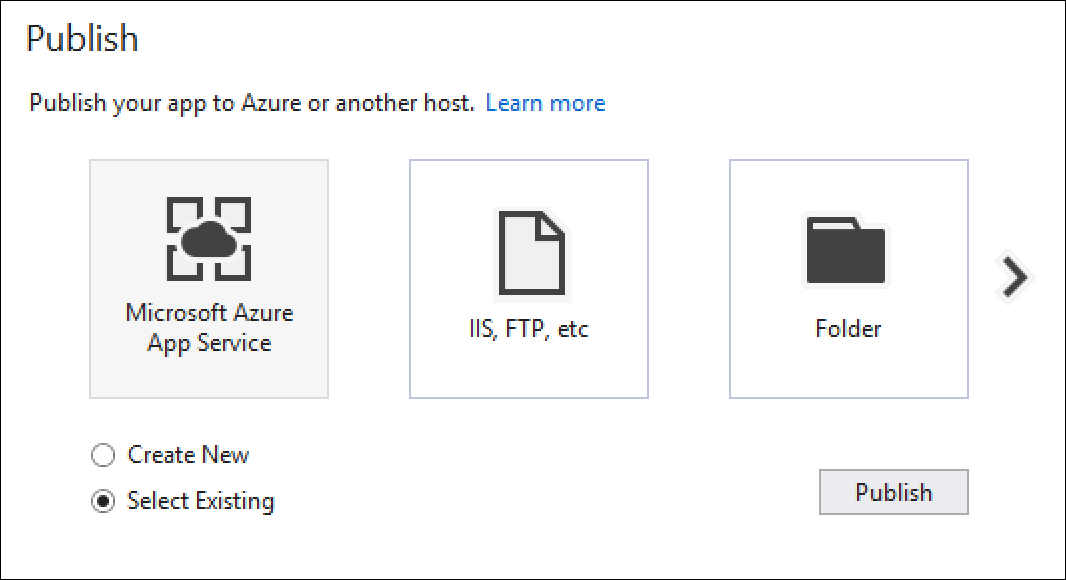 Publish
Publish your app to Azure or another host. Learn more
Microsoft Azure
App Service
IIS, FTP, etc
Folder
Create New
Select Existing
Publish